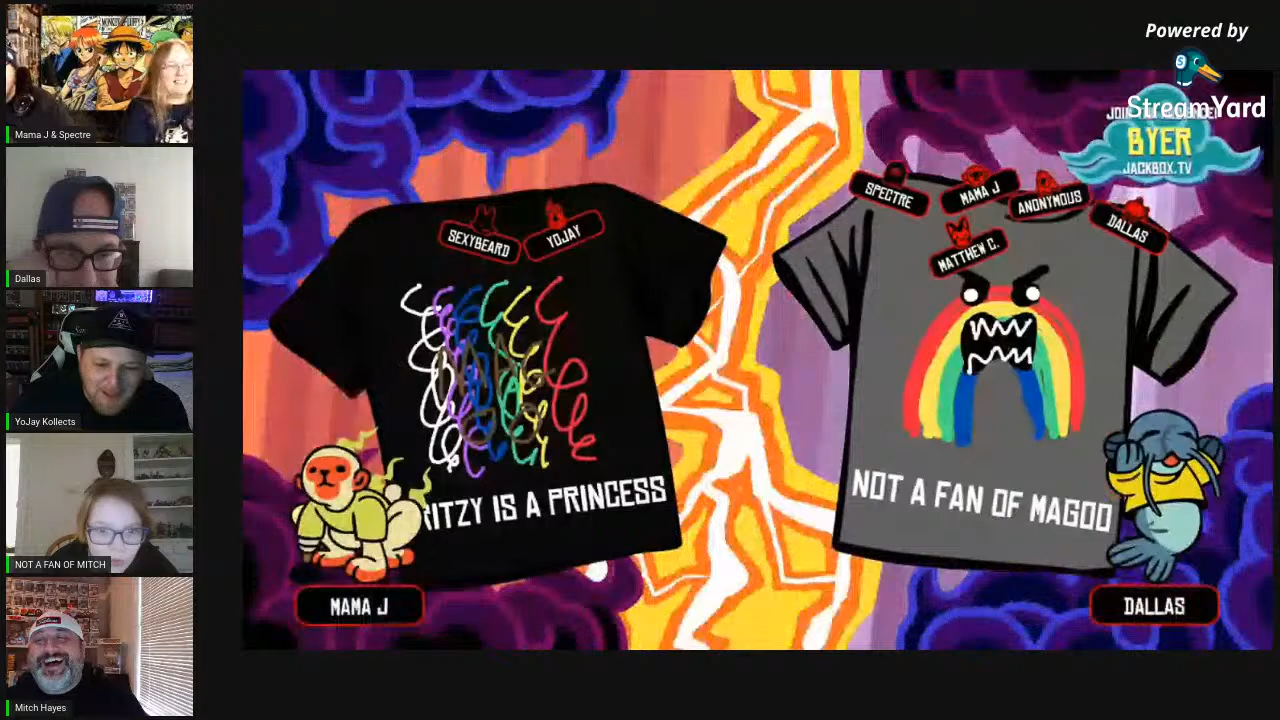 Powered by
StreamYard
BYER
JACKBOX.TV
Mama J & Spectre
Dallas
YoJay Kollects
NOT A FAN OF MITCH
Mitch Hayes
SEXYBEARD
YOJAY
ITZY IS A PRINCESS
MAMA J
SPECTRE
MAMA J
ANONYMOUS
DALLAS
MATTHEW C.
NOT A FAN OF MAGOO
DALLAS